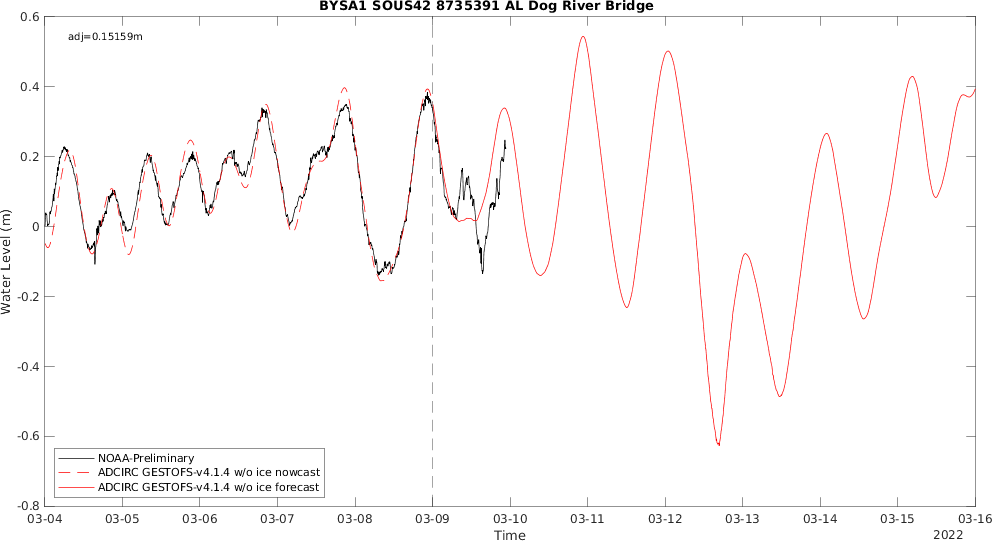 BYSA1 SOUS42 8735391 AL Dog River Bridge
adj=0.15159m
0.6
0.4
0.2
0
-0.2
-0.4
-0.6
-0.8
Water Level (m)
NOAA-Preliminary
ADCIRC GESTOFS-v4.1.4 w/o ice nowcast
ADCIRC GESTOFS-v4.1.4 w/o ice forecast
03-04 03-05 03-06 03-07 03-08 03-09 03-10 03-11 03-12 03-13 03-14 03-15 03-16
Time
2022